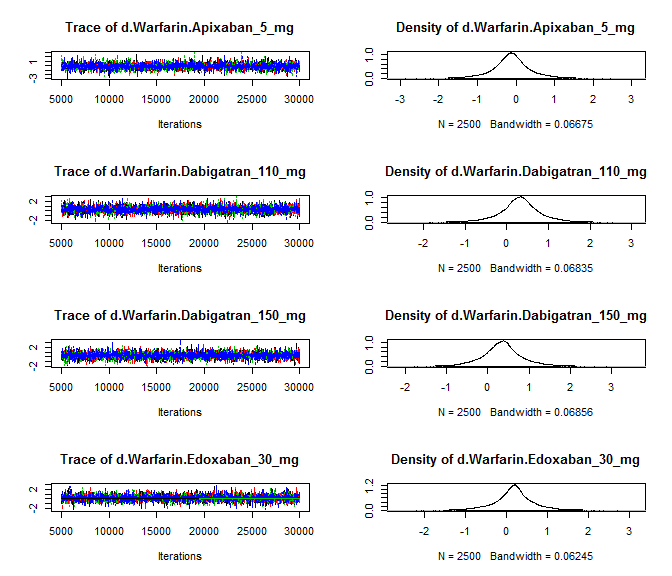 Trace of d.Warfarin.Apixaban_5_mg
-3 1
5000 10000 15000 20000 25000 30000
Iterations
Density of d.Warfarin.Apixaban_5_mg
0.0 1.0
-3 -2 -1 0 1 2 3
N = 2500 Bandwidth = 0.06675
Trace of d.Warfarin.Dabigatran_110_mg
-2 2
5000 10000 15000 20000 25000 30000
Iterations
Density of d.Warfarin.Dabigatran_110_mg
0.0 1.0
-2 -1 0 1 2 3
N = 2500 Bandwidth = 0.06835
Trace of d.Warfarin.Dabigatran_150_mg
-2 2
5000 10000 15000 20000 25000 30000
Iterations
Density of d.Warfarin.Dabigatran_150_mg
0.0 1.0
-2 -1 0 1 2 3
N = 2500 Bandwidth = 0.06856
Trace of d.Warfarin.Edoxaban_30_mg
-2 2
5000 10000 15000 20000 25000 30000
Iterations
Density of d.Warfarin.Edoxaban_30_mg
0.0 1.2
-2 -1 0 1 2 3
N = 2500 Bandwidth = 0.06245